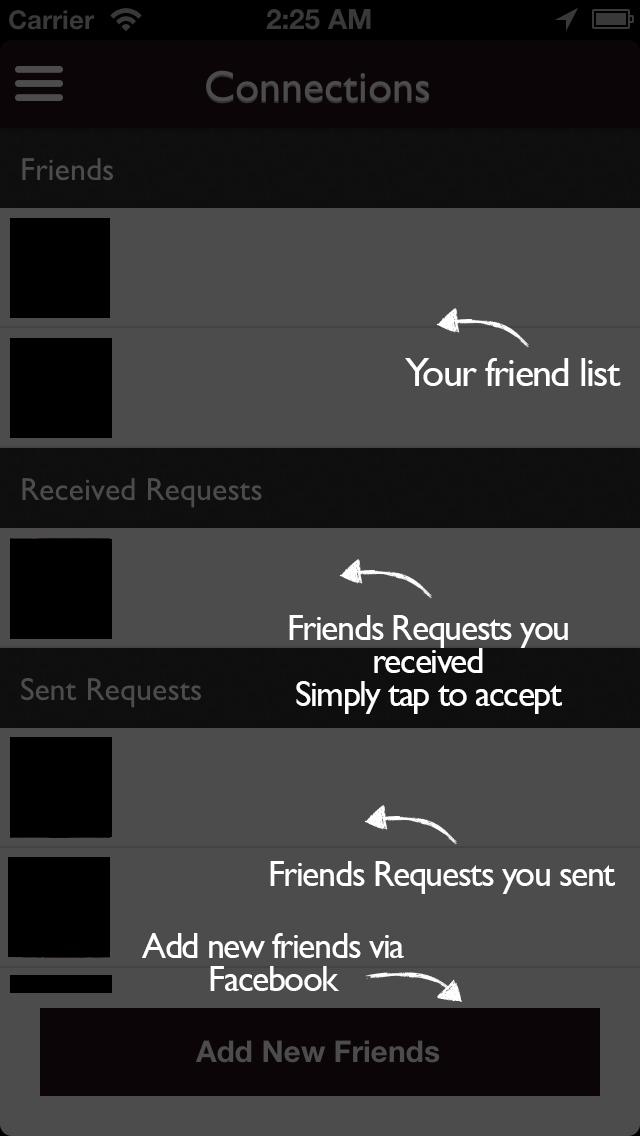 Carrier 2:25 AM
Connections
Friends
Your friend list
Received Requests
Friends Requests you
received
Simply tap to accept
Sent Requests
Friends Requests you sent
Add new friends via
Facebook
Add New Friends